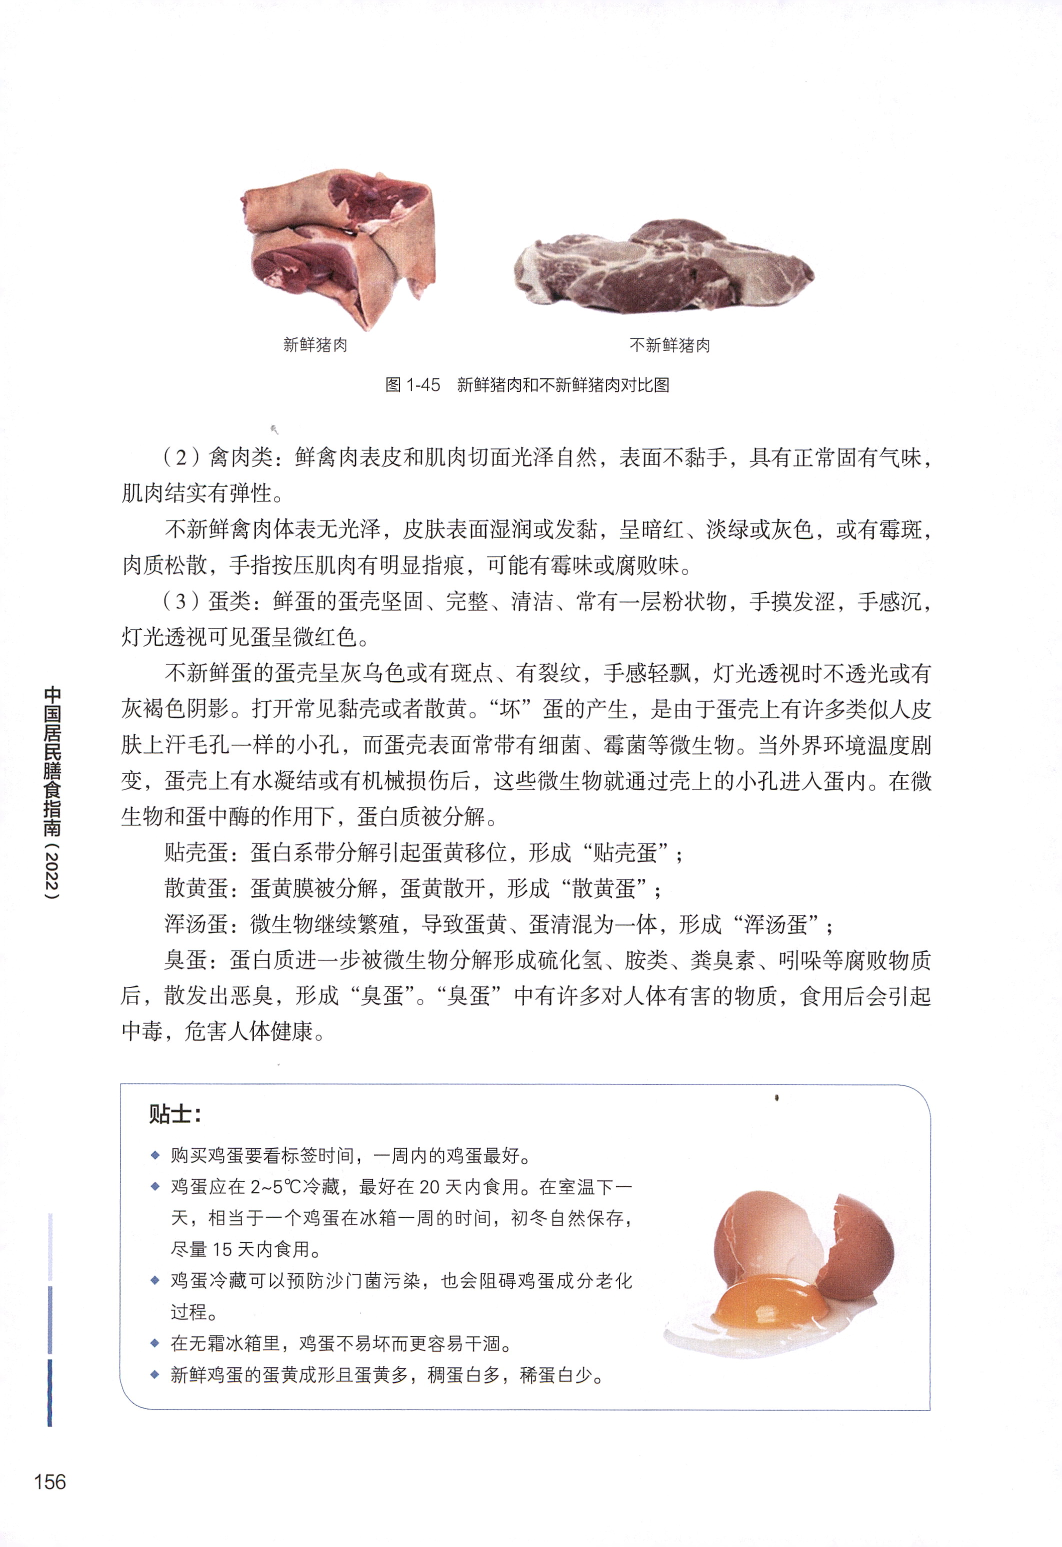 新鲜猪肉
不新鲜猪肉
图 1-45 新鲜猪肉和不新鲜猪肉对比图
（2）禽肉类：鲜禽肉表皮和肌肉切面光泽自然，表面不黏手，具有正常固有气味，
肌肉结实有弹性。
不新鲜禽肉体表无光泽，皮肤表面湿润或发黏，呈暗红、淡绿或灰色，或有霉斑，
肉质松散，手指按压肌肉有明显指痕，可能有霉味或腐败味。
（3）蛋类：鲜蛋的蛋壳坚固、完整、清洁、常有一层粉状物，手摸发涩，手感沉，
灯光透视可见蛋呈微红色。
不新鲜蛋的蛋壳呈灰乌色或有斑点、有裂纹，手感轻飘，灯光透视时不透光或有
灰褐色阴影。打开常见黏壳或者散黄。“坏”蛋的产生，是由于蛋壳上有许多类似人皮
肤上汗毛孔一样的小孔，而蛋壳表面常带有细菌、霉菌等微生物。当外界环境温度剧
变，蛋壳上有水凝结或有机械损伤后，这些微生物就通过壳上的小孔进入蛋内。在微
生物和蛋中酶的作用下，蛋白质被分解。
贴壳蛋：蛋白系带分解引起蛋黄移位，形成“贴壳蛋”；
散黄蛋：蛋黄膜被分解，蛋黄散开，形成“散黄蛋”；
浑汤蛋：微生物继续繁殖，导致蛋黄、蛋清混为一体，形成“浑汤蛋”；
臭蛋：蛋白质进一步被微生物分解形成硫化氢、胺类、粪臭素、吲哚等腐败物质
后，散发出恶臭，形成“臭蛋”。“臭蛋”中有许多对人体有害的物质，食用后会引起
中毒，危害人体健康。
贴士：
◆ 购买鸡蛋要看标签时间，一周内的鸡蛋最好。
◆ 鸡蛋应在 2~5℃冷藏，最好在 20 天内食用。在室温下一
天，相当于一个鸡蛋在冰箱一周的时间，初冬自然保存，
尽量 15 天内食用。
◆ 鸡蛋冷藏可以预防沙门菌污染，也会阻碍鸡蛋成分老化
过程。
◆ 在无霜冰箱里，鸡蛋不易坏而更容易干涸。
◆ 新鲜鸡蛋的蛋黄成形且蛋黄多，稠蛋白多，稀蛋白少。
中国居民膳食指南（2022）
156